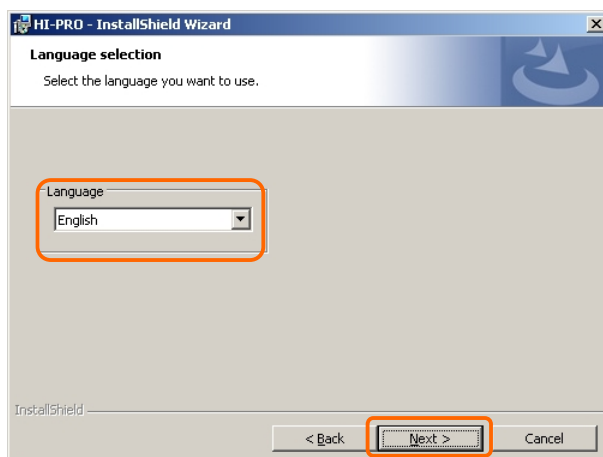 HI-PRO - InstallShield Wizard
Language selection
Select the language you want to use.
Language
English
InstallShield
< Back Next > Cancel